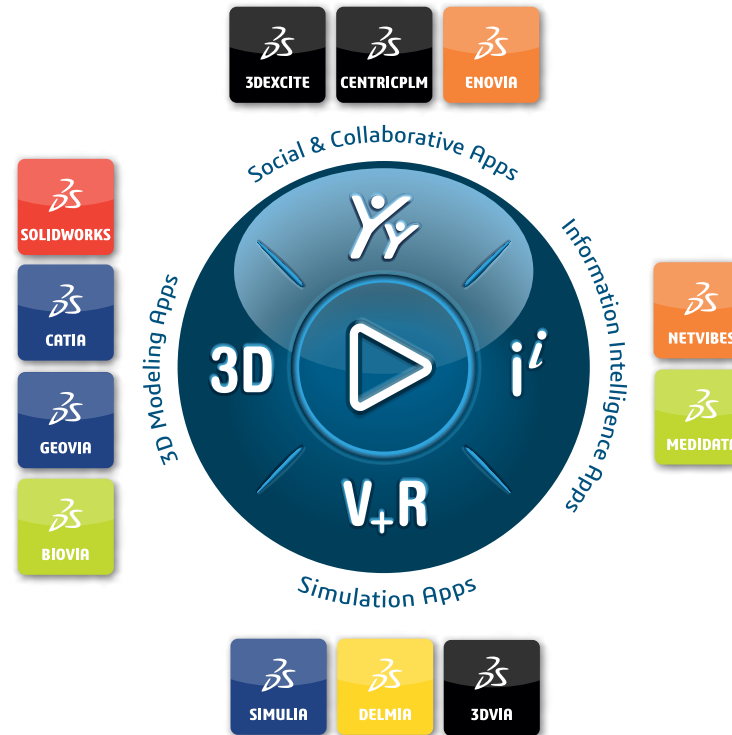 3DEXCITE
CENTRICPLM
ENOVIA
Social & Collaborative Apps
SOLIDWORKS
CATIA
GEOVIA
BIOVIA
3D Modeling Apps
3D
i i
V+R
Information Intelligence Apps
NETVIBES
MEDIDATA
Simulation Apps
SIMULIA
DELMIA
3DVIA